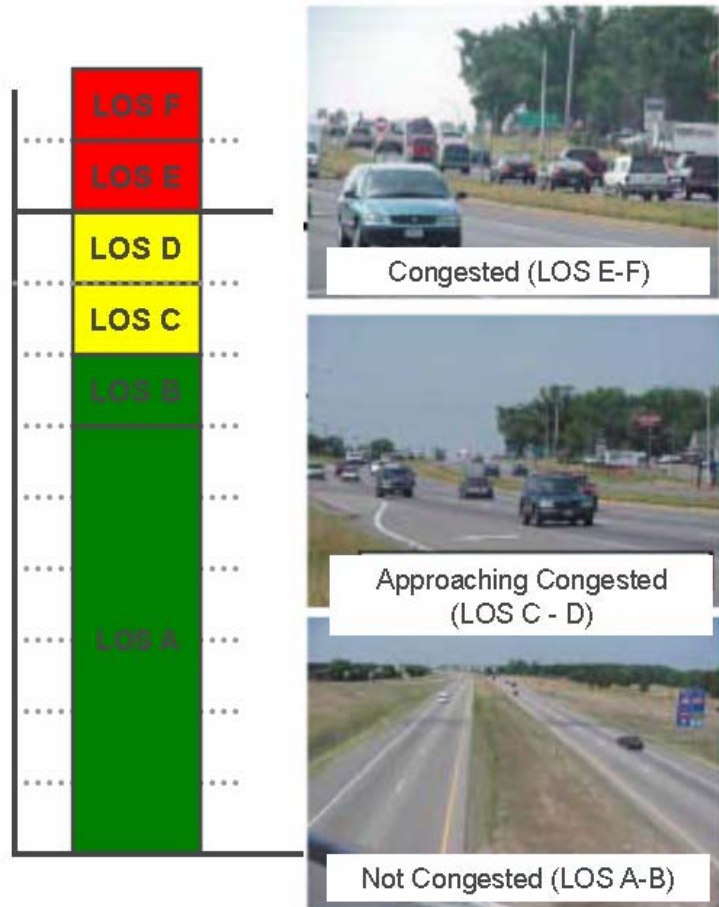 LOS F
LOS E
LOS D
LOS C
LOS B
LOS A
Congested (LOS E-F)
Approaching Congested
(LOS C - D)
Not Congested (LOS A-B)